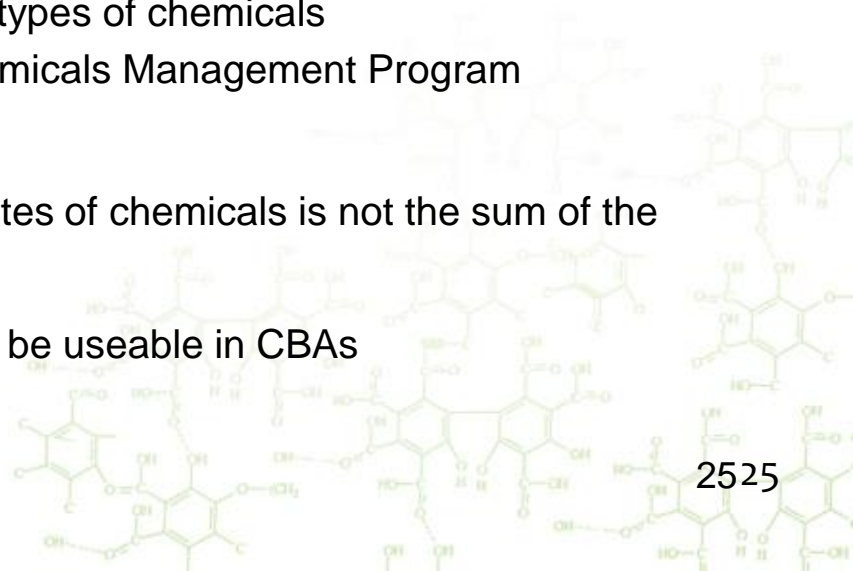 types of chemicals
micals Management Program
tes of chemicals is not the sum of the
be useable in CBAs
2525